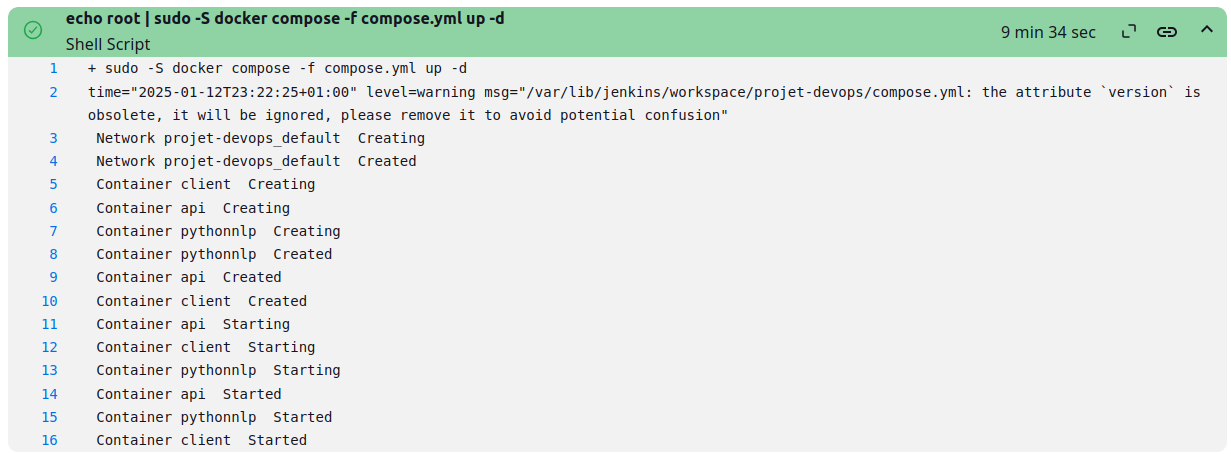 echo root | sudo -S docker compose -f compose.yml up -d
Shell Script
9 min 34 sec
1 + sudo -S docker compose -f compose.yml up -d
2 time="2025-01-12T23:22:25+01:00" level=warning msg="/var/lib/jenkins/workspace/projet-devops/compose.yml: the attribute `version` is
obsolete, it will be ignored, please remove it to avoid potential confusion"
3 Network projet-devops_default  Creating
4 Network projet-devops_default  Created
5 Container client  Creating
6 Container api  Creating
7 Container pythonnlp  Creating
8 Container pythonnlp  Created
9 Container api  Created
10 Container client  Created
11 Container api  Starting
12 Container client  Starting
13 Container pythonnlp  Starting
14 Container api  Started
15 Container pythonnlp  Started
16 Container client  Started